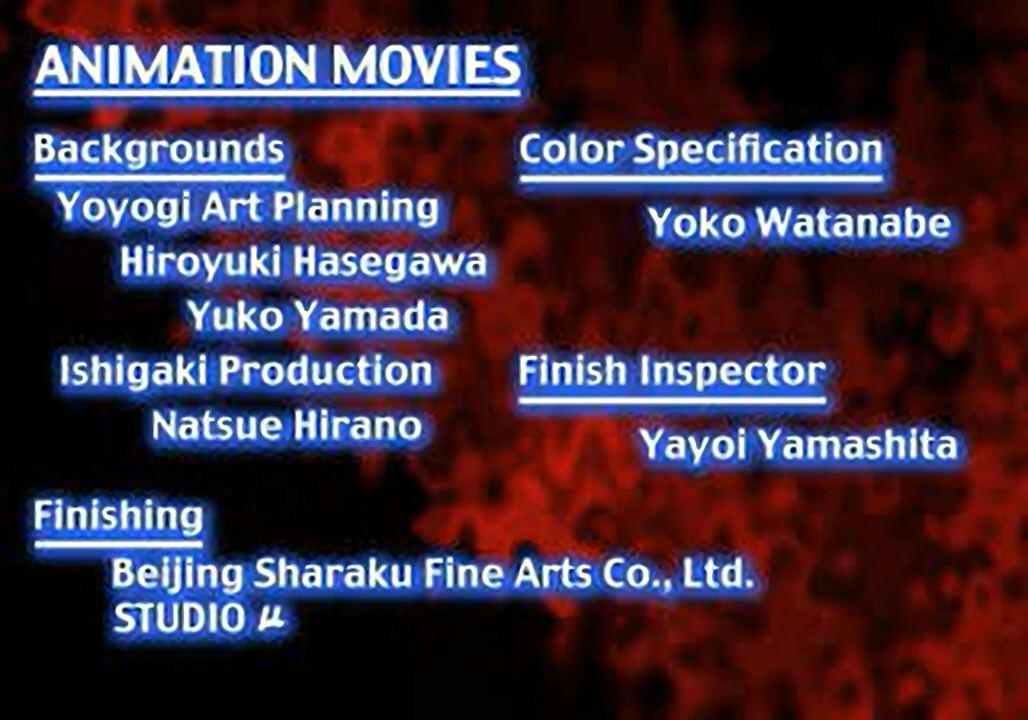 ANIMATION MOVIES
Backgrounds
Yoyogi Art Planning
Hiroyuki Hasegawa
Yuko Yamada
Ishigaki Production
Natsue Hirano
Color Specification
Yoko Watanabe
Finish Inspector
Yayoi Yamashita
Finishing
Beijing Sharaku Fine Arts Co., Ltd.
STUDIO μ